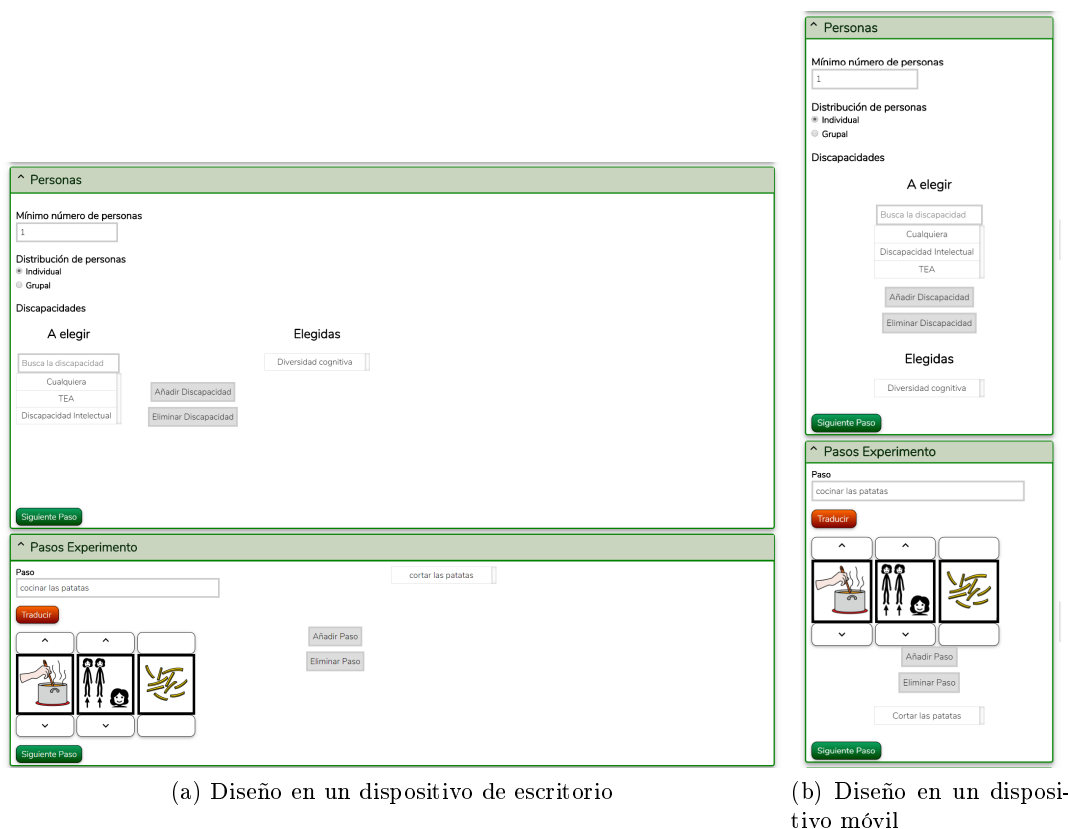 Personas
Mínimo número de personas
1
Distribución de personas
Individual
Grupal
Discapacidades
A elegir
Elegidas
Busca la discapacidad
Diversidad cognitiva
Cualquiera
TEA
Discapacidad Intelectual
Añadir Discapacidad
Eliminar Discapacidad
Siguiente Paso
Pasos Experimento
Paso
cocinar las patatas
cortar las patatas
Traducir
Añadir Paso
Eliminar Paso
Siguiente Paso
(a) Diseño en un dispositivo de escritorio
Personas
Mínimo número de personas
1
Distribución de personas
Individual
Grupal
Discapacidades
A elegir
Busca la discapacidad
Cualquiera
Discapacidad Intelectual
TEA
Añadir Discapacidad
Eliminar Discapacidad
Elegidas
Diversidad cognitiva
Siguiente Paso
Pasos Experimento
Paso
cocinar las patatas
Traducir
Añadir Paso
Eliminar Paso
Cortar las patatas
Siguiente Paso
(b) Diseño en un disposi-
tivo móvil